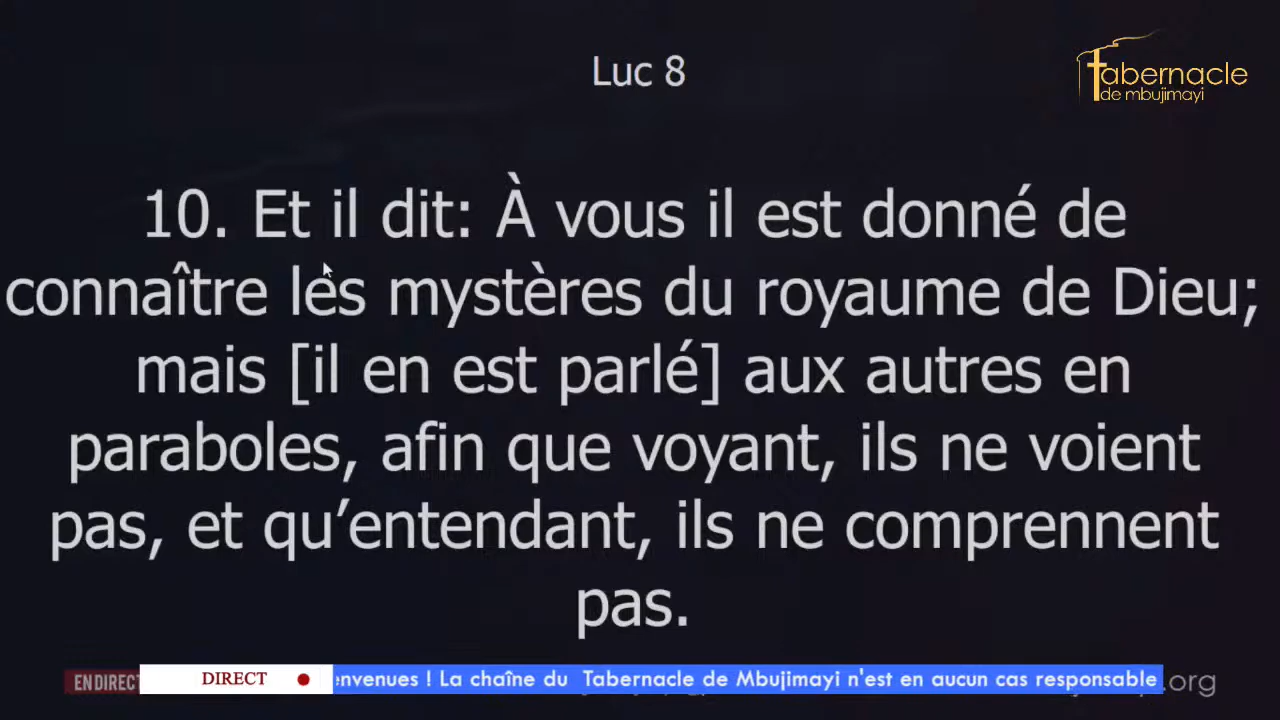 Luc 8
Tabernacle
de mbujimayi
10. Et il dit: À vous il est donné de
connaître les mystères du royaume de Dieu;
mais [il en est parlé] aux autres en
paraboles, afin que voyant, ils ne voient
pas, et qu’entendant, ils ne comprennent
pas.
EN DIRECT
DIRECT
envenues ! La chaîne du Tabernacle de Mbujimayi n'est en aucun cas responsable
.org